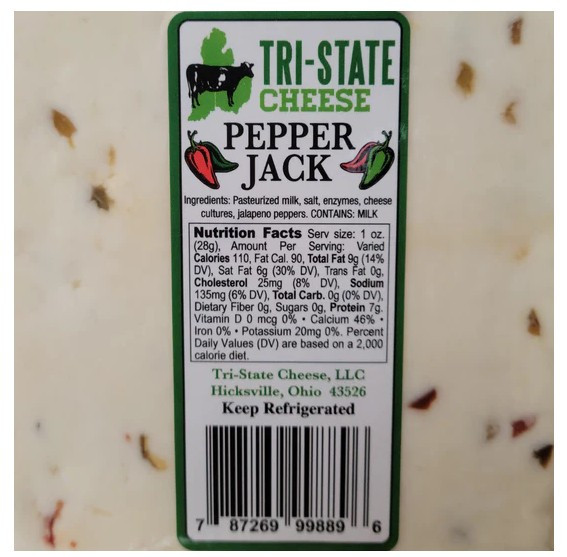 TRI-STATE
CHEESE
PEPPER
JACK
Ingredients: Pasteurized milk, salt, enzymes, cheese
cultures, jalapeno peppers. CONTAINS: MILK
Nutrition Facts Serv size: 1 oz.
(28g), Amount Per Serving: Varied
Calories 110, Fat Cal. 90, Total Fat 9g (14%
DV), Sat Fat 6g (30% DV), Trans Fat 0g,
Cholesterol 25mg (8% DV), Sodium
135mg (6% DV), Total Carb. 0g (0% DV),
Dietary Fiber 0g, Sugars 0g, Protein 7g.
Vitamin D 0 mcg 0% • Calcium 46% •
Iron 0% • Potassium 20mg 0%. Percent
Daily Values (DV) are based on a 2,000
calorie diet.
Tri-State Cheese, LLC
Hicksville, Ohio 43526
Keep Refrigerated
7 87269 99889 6